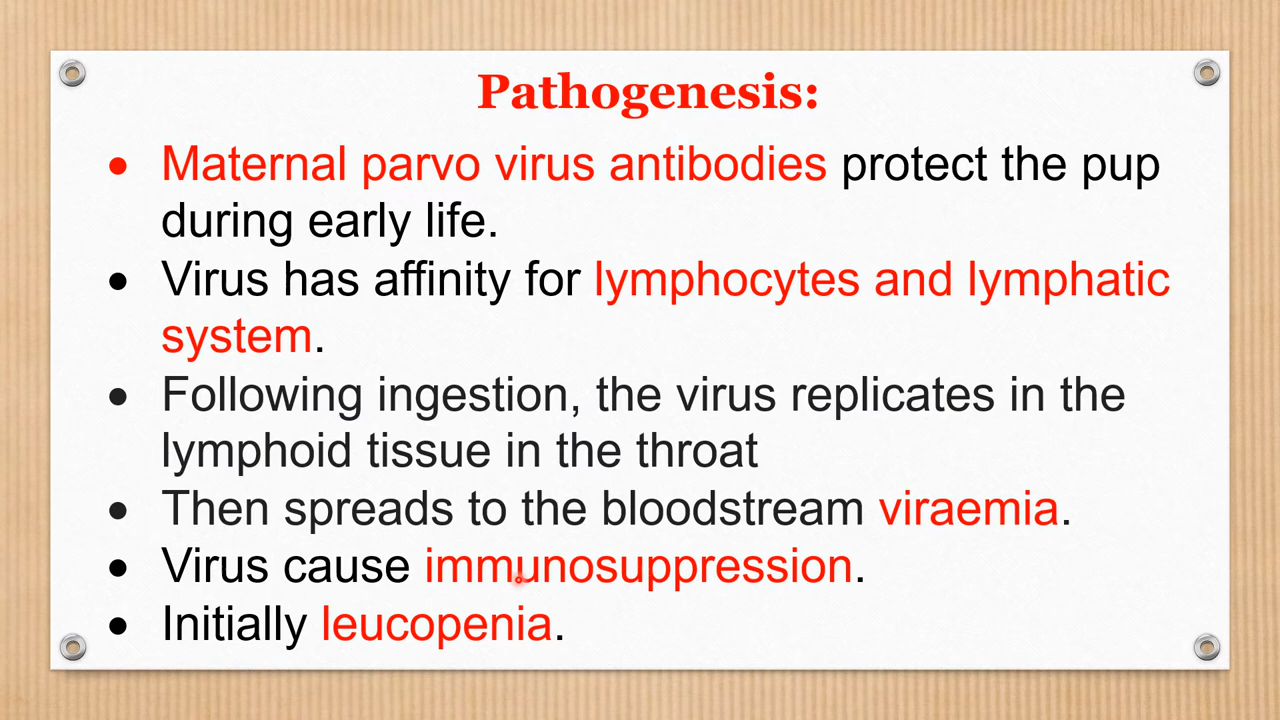 Pathogenesis:
• Maternal parvo virus antibodies protect the pup
during early life.
• Virus has affinity for lymphocytes and lymphatic
system.
• Following ingestion, the virus replicates in the
lymphoid tissue in the throat
• Then spreads to the bloodstream viraemia.
• Virus cause immunosuppression.
• Initially leucopenia.